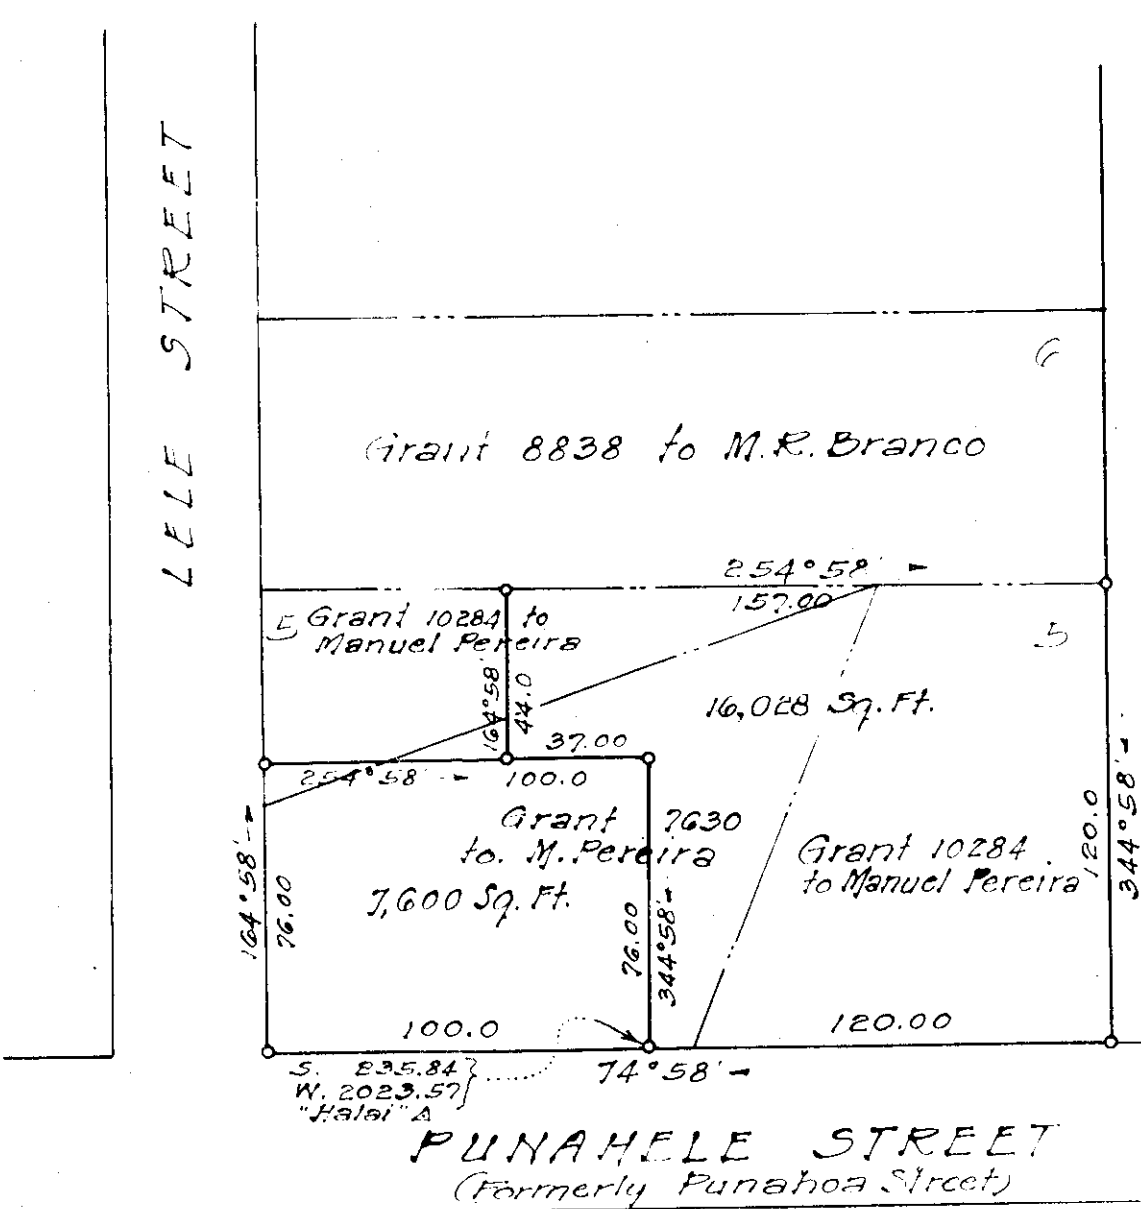 LELE STREET
6
Grant 8838 to M.R. Branco
254°58'
157.00
5 Grant 10284 to
Manuel Pereira
5
164°58
44.0
16,028 Sq. Ft.
37.00
254°58'
100.0
Grant 7630
to. M. Pereira
7,600 Sq. Ft.
Grant 10284
to Manuel Pereira
120.0
344°58'
164°58'
76.00
76.00
344°58'
100.0
120.00
S. 235.84
W. 2023.57
"Halai" Δ
74°58'
PUNAHELE STREET
(Formerly Punahoa Street)